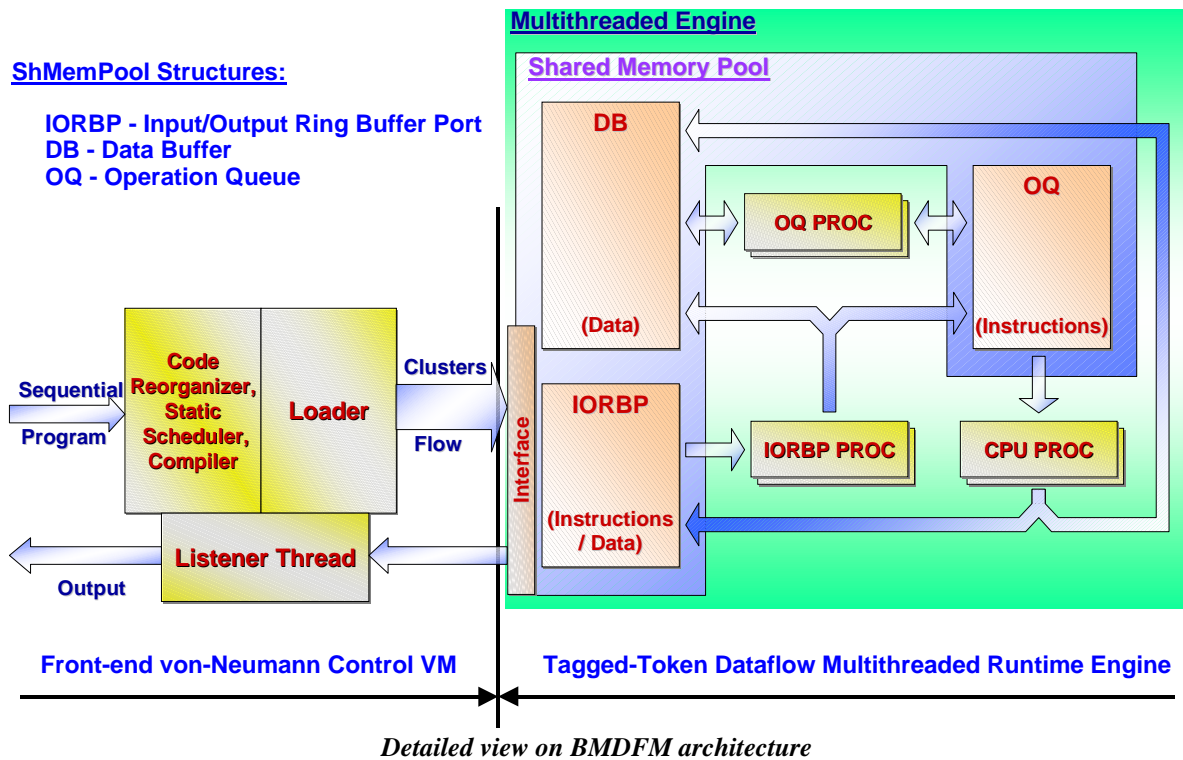 Multithreaded Engine
ShMemPool Structures:
Shared Memory Pool
IORBP - Input/Output Ring Buffer Port
DB - Data Buffer
OQ - Operation Queue
DB
(Data)
OQ PROC
OQ
(Instructions)
Sequential
Program
Code
Reorganizer,
Static
Scheduler,
Compiler
Loader
Clusters
Flow
Interface
IORBP
(Instructions
/ Data)
IORBP PROC
CPU PROC
Listener Thread
Output
Front-end von-Neumann Control VM
Tagged-Token Dataflow Multithreaded Runtime Engine
Detailed view on BMDFM architecture